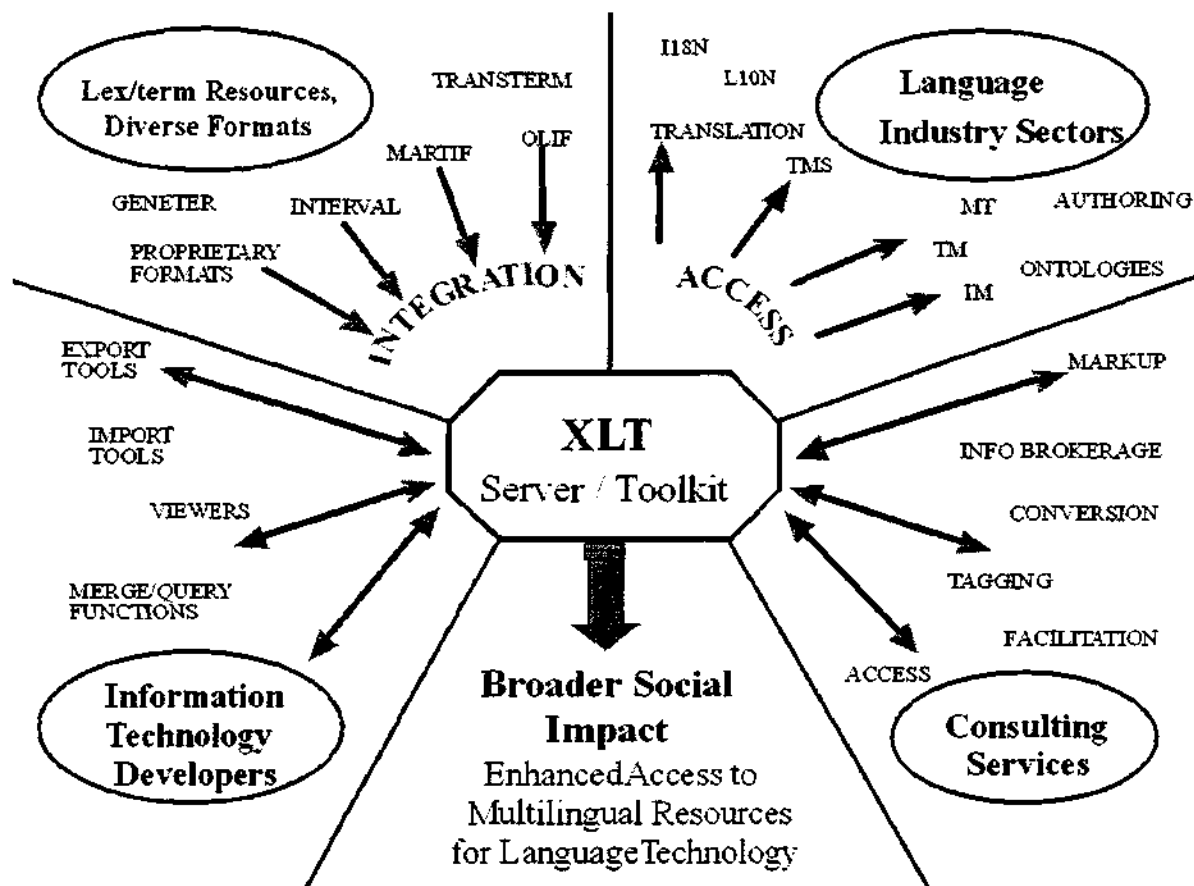 Lex/term Resources,
Diverse Formats
TRANSTERM
OLIF
MARTIF
GENETER
INTERVAL
PROPRIETARY
FORMATS
INTEGRATION
I18N
L10N
TRANSLATION
TMS
Language
Industry Sectors
MT
AUTHORING
TM
ONTOLOGIES
IM
ACCESS
EXPORT
TOOLS
IMPORT
TOOLS
VIEWERS
MERGE/QUERY
FUNCTIONS
Information
Technology
Developers
XLT
Server / Toolkit
MARKUP
INFO BROKERAGE
CONVERSION
TAGGING
FACILITATION
ACCESS
Consulting
Services
Broader Social
Impact
Enhanced Access to
Multilingual Resources
for Language Technology